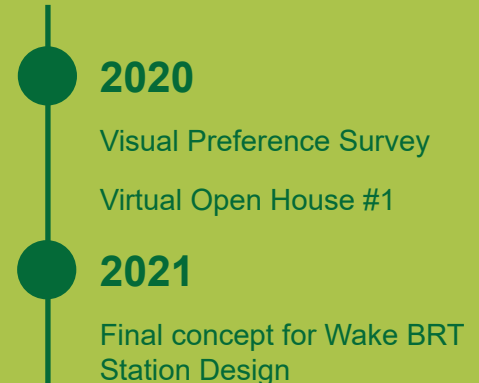 2020
Visual Preference Survey
Virtual Open House #1
2021
Final concept for Wake BRT
Station Design